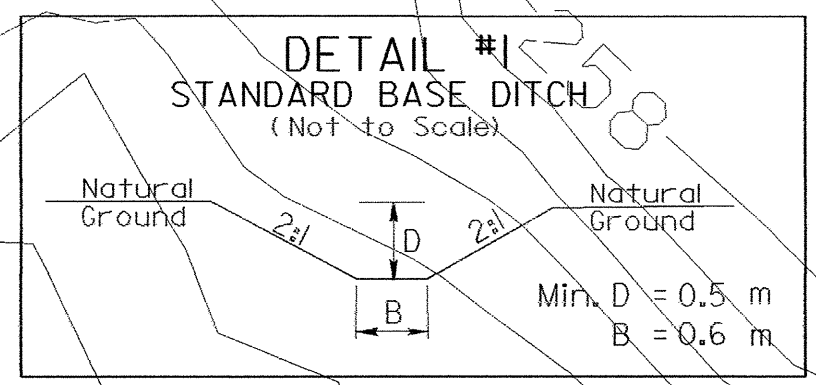 DETAIL #1
STANDARD BASE DITCH
(Not to Scale)
258
Natural
Ground
2:1
D
2:1
Natural
Ground
B
Min. D = 0.5 m
B = 0.6 m